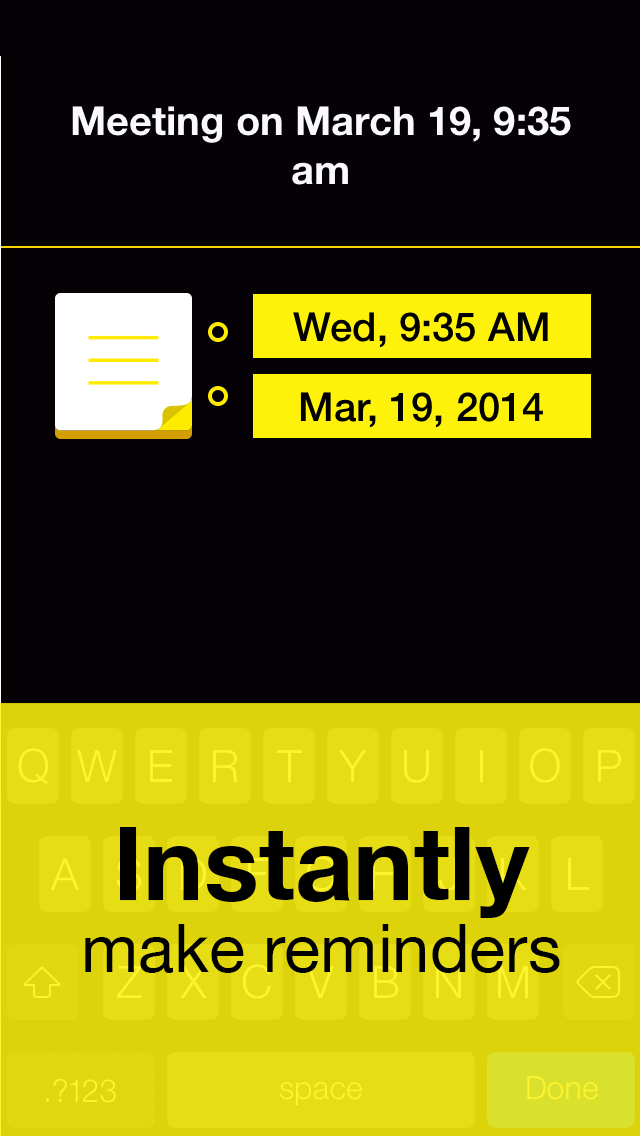 Meeting on March 19, 9:35
am
Wed, 9:35 AM
Mar, 19, 2014
Q W E R T Y U I O P
Instantly
A S D F G H J K L
make reminders
Z X C V B N M
.?123 space Done